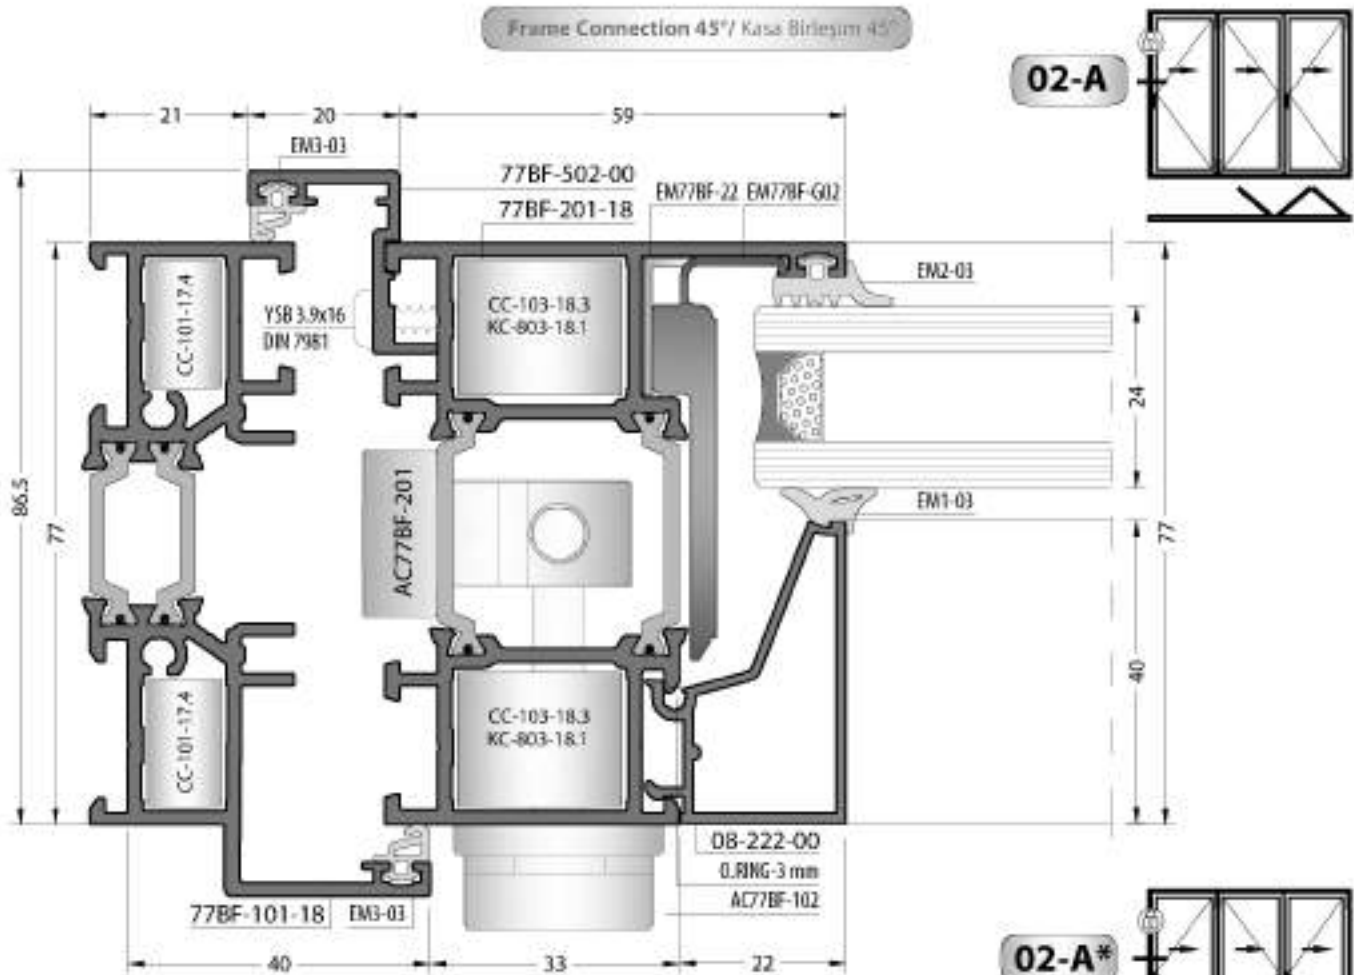 Frame Connection 45°/ Kasa Birleşim 45°
02-A
21
20
59
EM3-03
77BF-502-00
EM77BF-22
EM77BF-G02
77BF-201-18
EM2-03
CC-101-17.4
YSB 3.9x16
DIN 7981
CC-103-18.3
KC-803-18.1
24
86.5
77
AC77BF-201
EM1-03
77
40
CC-101-17.4
CC-103-18.3
KC-803-18.1
08-222-00
O.RING-3 mm
AC77BF-102
77BF-101-18
EM3-03
40
33
22
02-A*